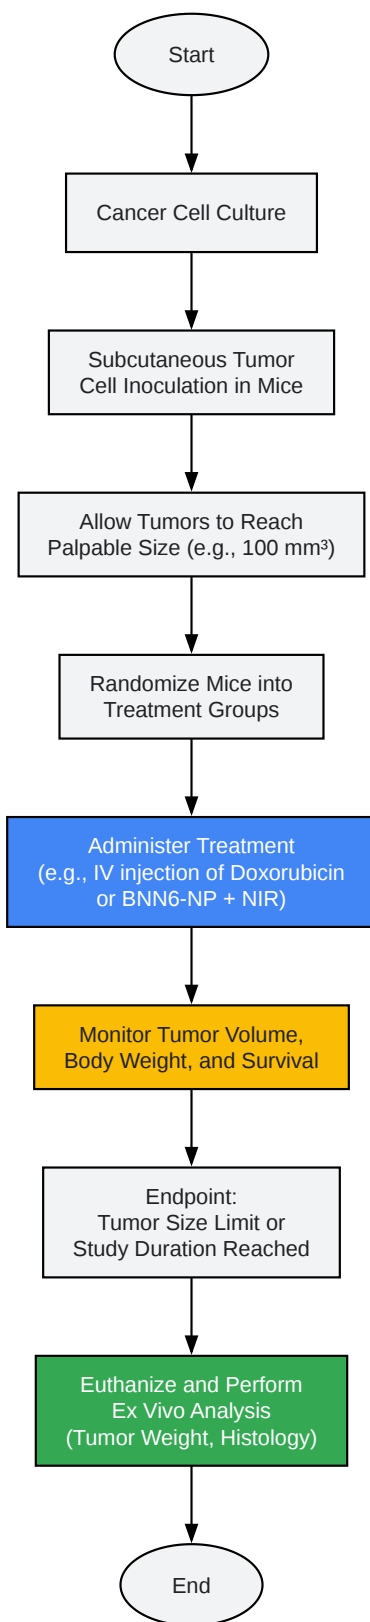 Start
Cancer Cell Culture
Subcutaneous Tumor
Cell Inoculation in Mice
Allow Tumors to Reach
Palpable Size (e.g., 100 mm³)
Randomize Mice into
Treatment Groups
Administer Treatment
(e.g., IV injection of Doxorubicin
or BNN6-NP + NIR)
Monitor Tumor Volume,
Body Weight, and Survival
Endpoint:
Tumor Size Limit or
Study Duration Reached
Euthanize and Perform
Ex Vivo Analysis
(Tumor Weight, Histology)
End